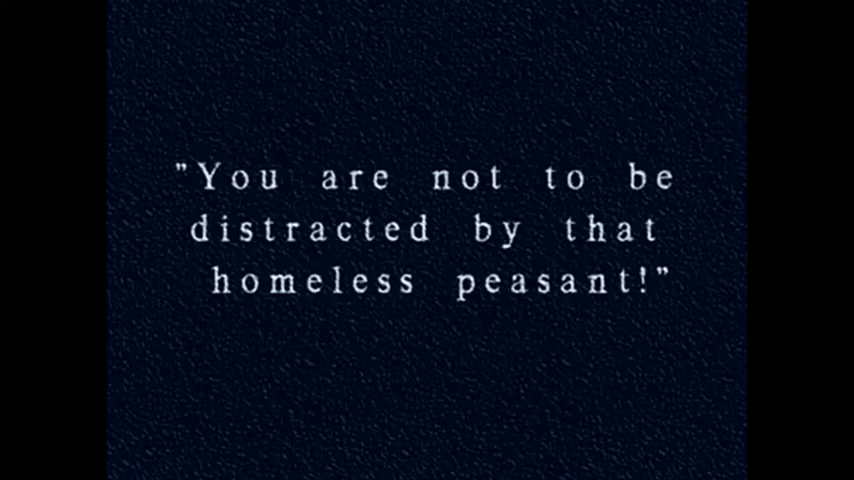 "You are not to be
distracted by that
homeless peasant!"